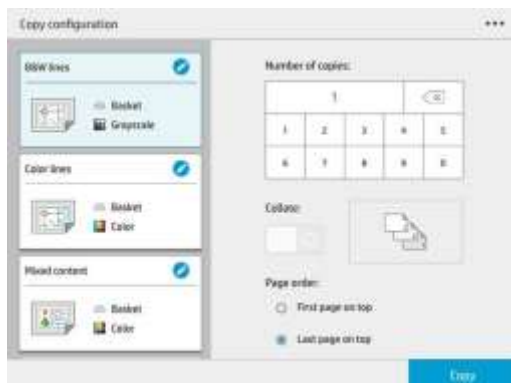 Copy configuration
B&W lines
Basket
Grayscale
Color lines
Basket
Color
Mixed content
Basket
Color
Number of copies:
1
1 2 3 4 5
6 7 8 9 0
Collate:
Page order:
First page on top
Last page on top
Copy